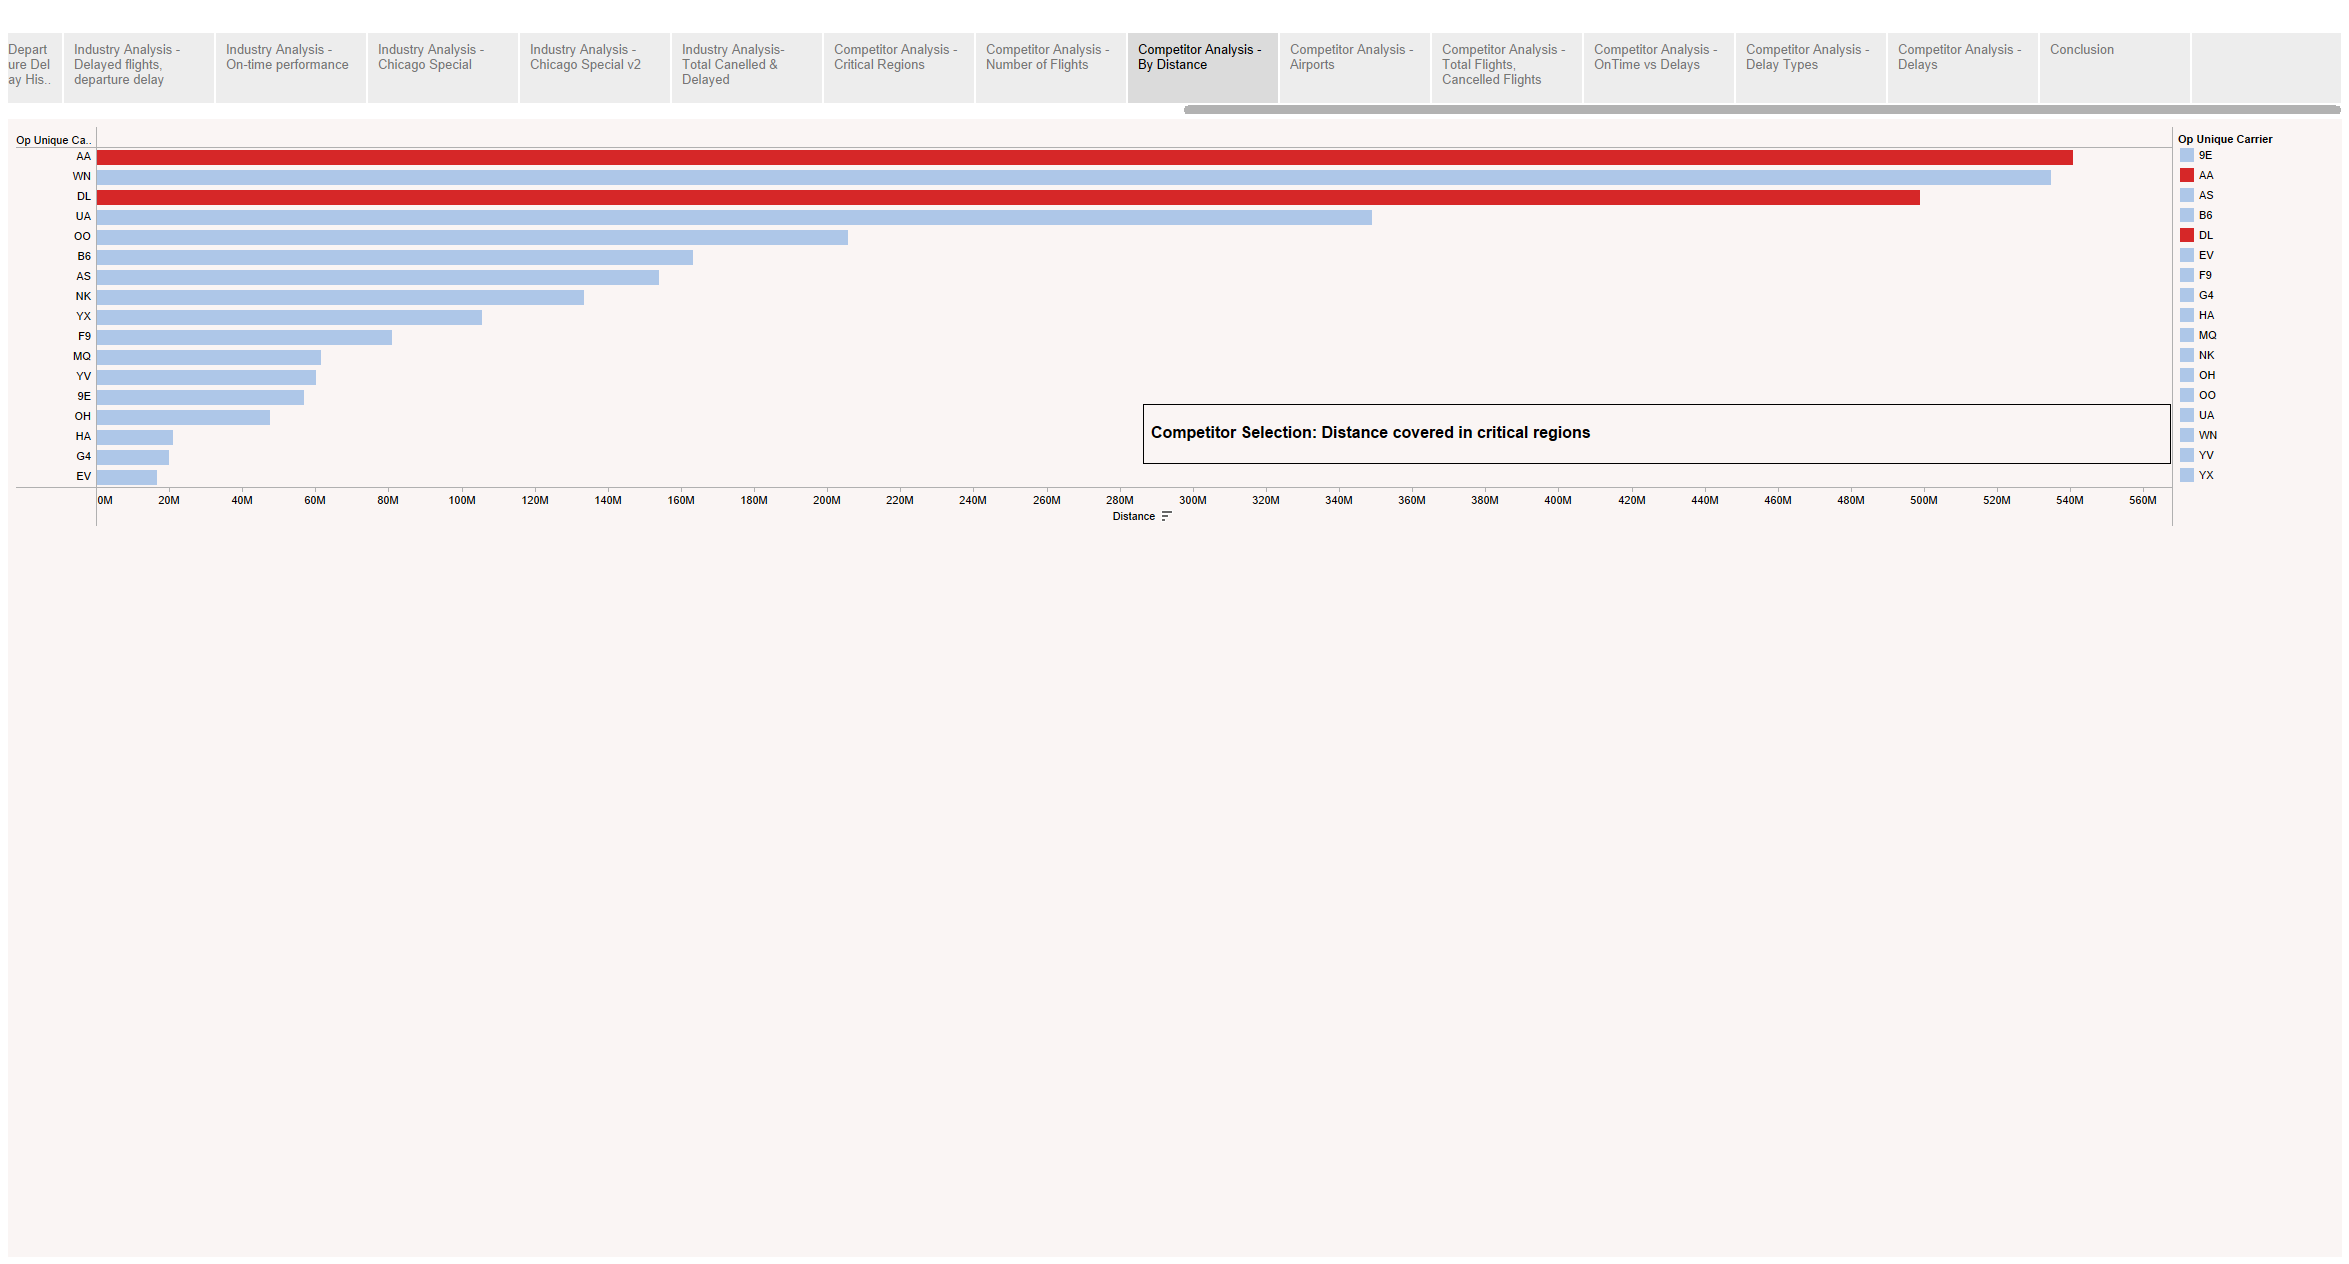 Depart
ure Del
ay His..
Industry Analysis -
Delayed flights,
departure delay
Industry Analysis -
On-time performance
Industry Analysis -
Chicago Special
Industry Analysis -
Chicago Special v2
Industry Analysis-
Total Canelled &
Delayed
Competitor Analysis -
Critical Regions
Competitor Analysis -
Number of Flights
Competitor Analysis -
By Distance
Competitor Analysis -
Airports
Competitor Analysis -
Total Flights,
Cancelled Flights
Competitor Analysis -
OnTime vs Delays
Competitor Analysis -
Delay Types
Competitor Analysis -
Delays
Conclusion
Op Unique Ca..
AA
WN
DL
UA
OO
B6
AS
NK
YX
F9
MQ
YV
9E
OH
HA
G4
EV
Competitor Selection: Distance covered in critical regions
0M 20M 40M 60M 80M 100M 120M 140M 160M 180M 200M 220M 240M 260M 280M 300M 320M 340M 360M 380M 400M 420M 440M 460M 480M 500M 520M 540M 560M
Distance
Op Unique Carrier
9E
AA
AS
B6
DL
EV
F9
G4
HA
MQ
NK
OH
OO
UA
WN
YV
YX